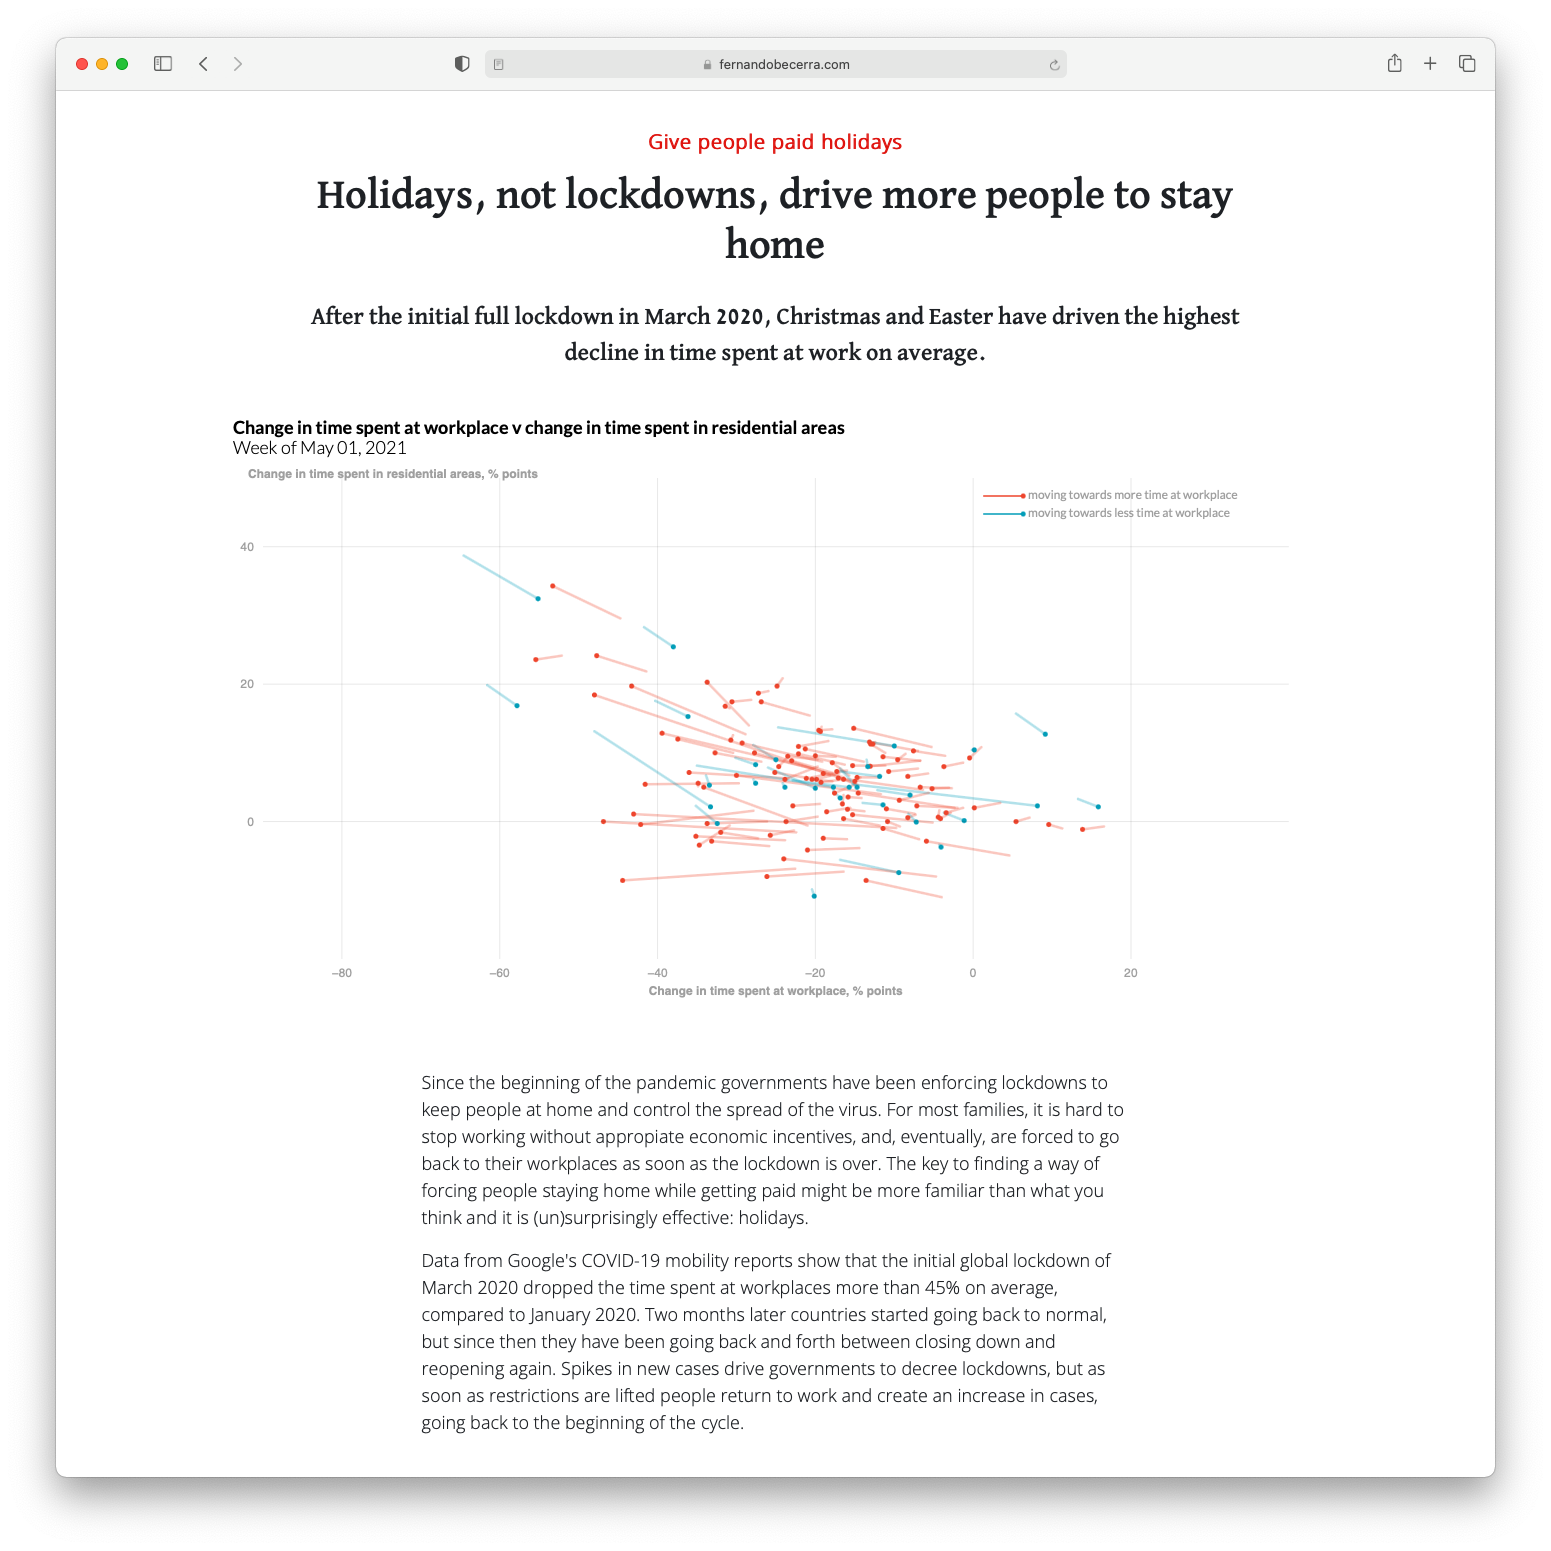 fernandobecerra.com
Give people paid holidays
Holidays, not lockdowns, drive more people to stay
home
After the initial full lockdown in March 2020, Christmas and Easter have driven the highest
decline in time spent at work on average.
Change in time spent at workplace v change in time spent in residential areas
Week of May 01, 2021
Change in time spent in residential areas, % points
moving towards more time at workplace
moving towards less time at workplace
40
20
0
–80 –60 –40 –20 0 20
Change in time spent at workplace, % points
Since the beginning of the pandemic governments have been enforcing lockdowns to
keep people at home and control the spread of the virus. For most families, it is hard to
stop working without appropiate economic incentives, and, eventually, are forced to go
back to their workplaces as soon as the lockdown is over. The key to finding a way of
forcing people staying home while getting paid might be more familiar than what you
think and it is (un)surprisingly effective: holidays.
Data from Google's COVID-19 mobility reports show that the initial global lockdown of
March 2020 dropped the time spent at workplaces more than 45% on average,
compared to January 2020. Two months later countries started going back to normal,
but since then they have been going back and forth between closing down and
reopening again. Spikes in new cases drive governments to decree lockdowns, but as
soon as restrictions are lifted people return to work and create an increase in cases,
going back to the beginning of the cycle.